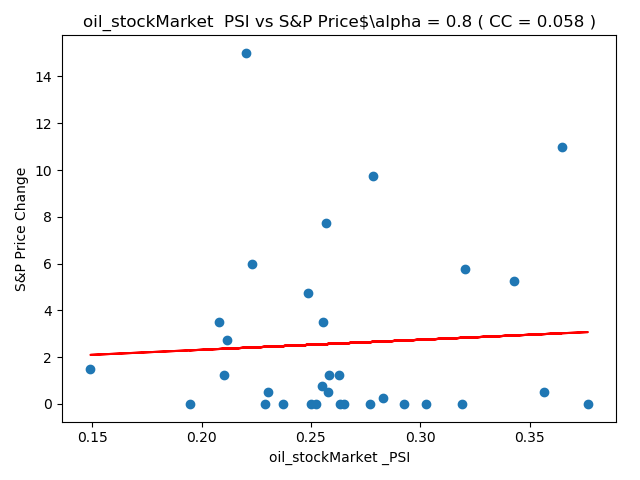 oil_stockMarket  PSI vs S&P Price$\alpha = 0.8 ( CC = 0.058 )
14
12
10
8
6
4
2
0
S&P Price Change
0.15 0.20 0.25 0.30 0.35
oil_stockMarket _PSI